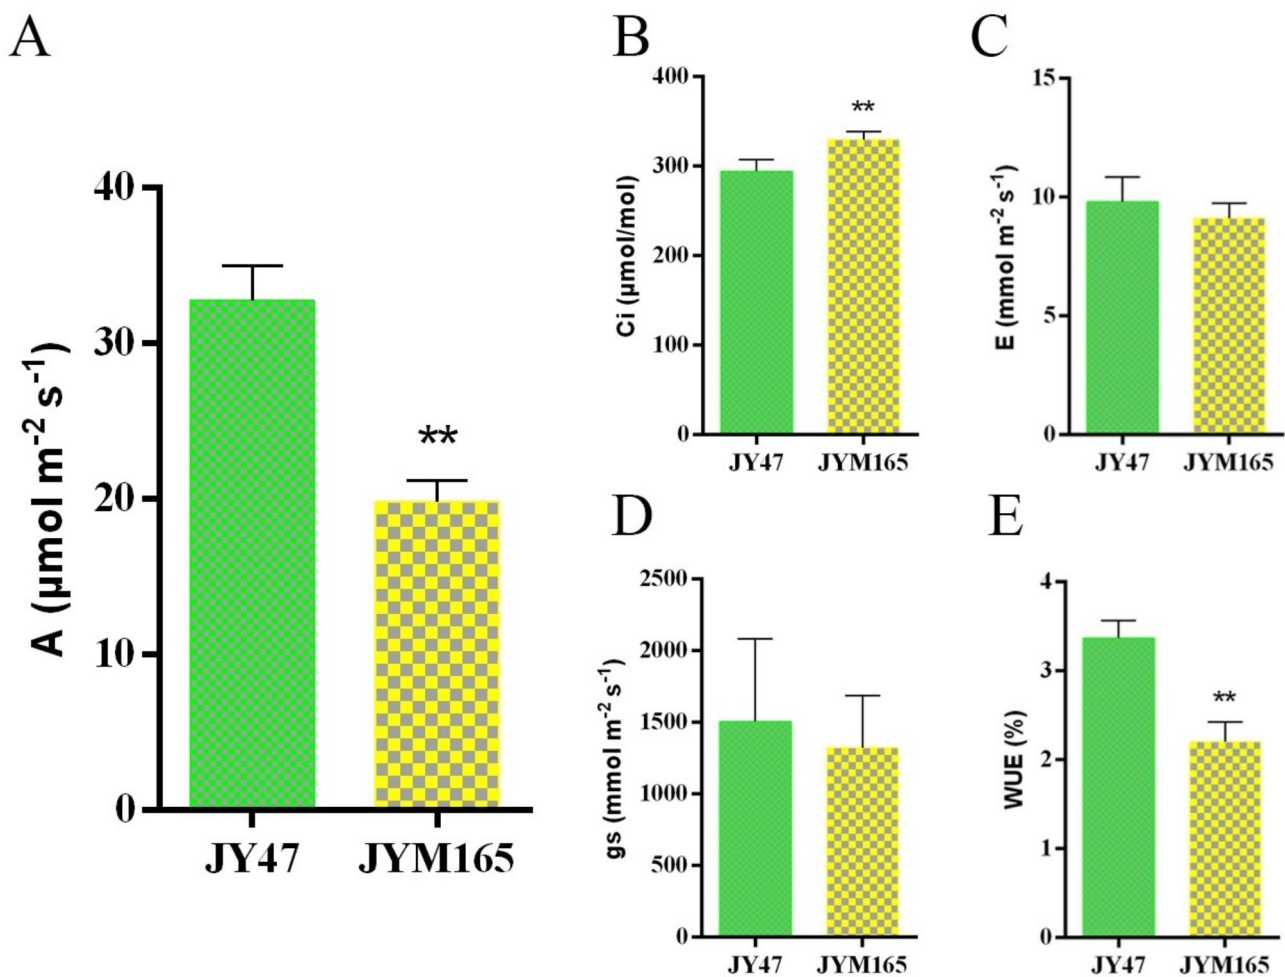 A
A (μmol m⁻² s⁻¹)
40
30
20
10
0
**
JY47
JYM165
B
Ci (μmol/mol)
400
300
200
100
0
**
JY47
JYM165
C
E (mmol m⁻² s⁻¹)
15
10
5
0
JY47
JYM165
D
gs (mmol m⁻² s⁻¹)
2500
2000
1500
1000
500
0
JY47
JYM165
E
WUE (%)
4
3
2
1
0
**
JY47
JYM165